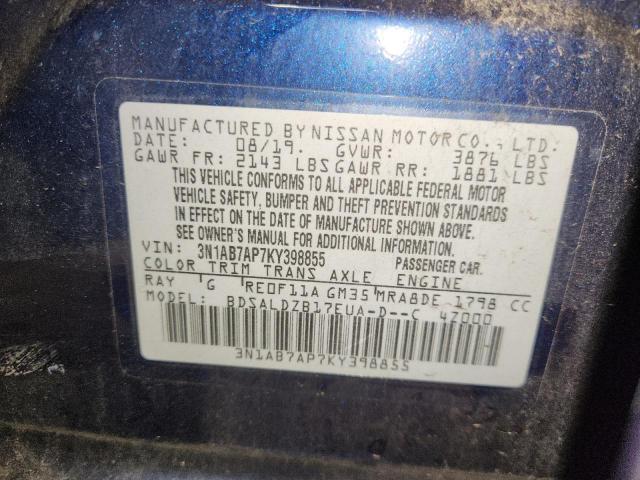 MANUFACTURED BY NISSAN MOTOR CO., LTD.
DATE: 08/19. GVWR: 3876 LBS
GAWR FR: 2143 LBS GAWR RR: 1881 LBS
THIS VEHICLE CONFORMS TO ALL APPLICABLE FEDERAL MOTOR
VEHICLE SAFETY, BUMPER AND THEFT PREVENTION STANDARDS
IN EFFECT ON THE DATE OF MANUFACTURE SHOWN ABOVE.
SEE OWNER'S MANUAL FOR ADDITIONAL INFORMATION.
VIN: 3N1AB7AP7KY398855 PASSENGER CAR.
COLOR TRIM TRANS AXLE ENGINE
RAY G RE0F11A GM35 MRA8DE 1798 CC
MODEL: BDSALDZB17EUA-D--C 4Z000
3N1AB7AP7KY398855